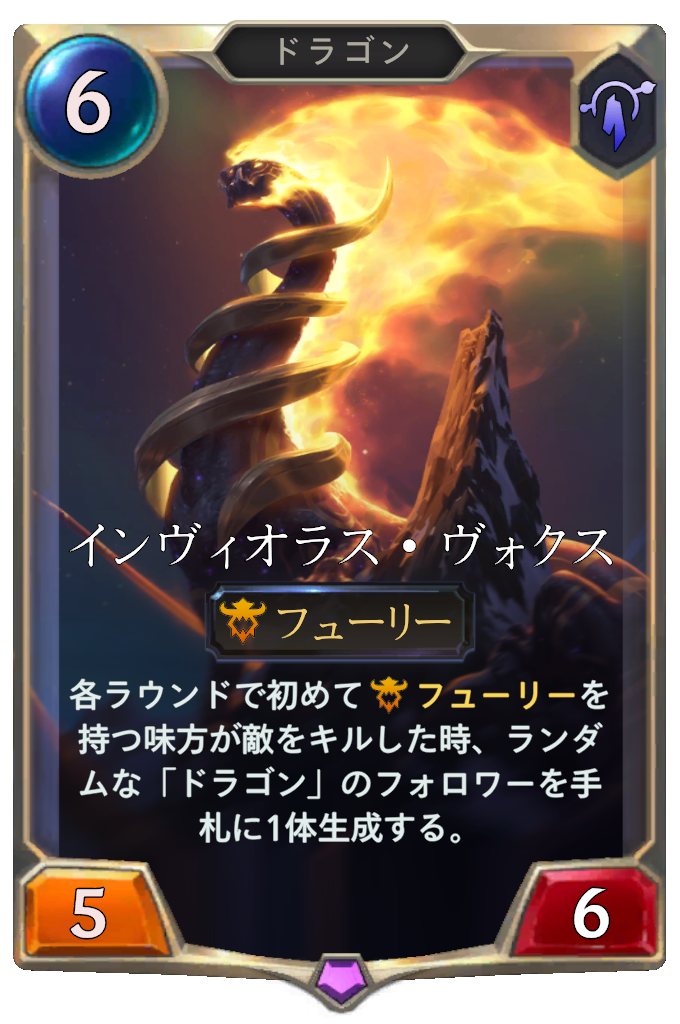 ドラゴン
6
インヴィオラス・ヴォクス
フューリー
各ラウンドで初めてフューリーを
持つ味方が敵をキルした時、ランダ
ムな「ドラゴン」のフォロワーを手
札に1体生成する。
5
6